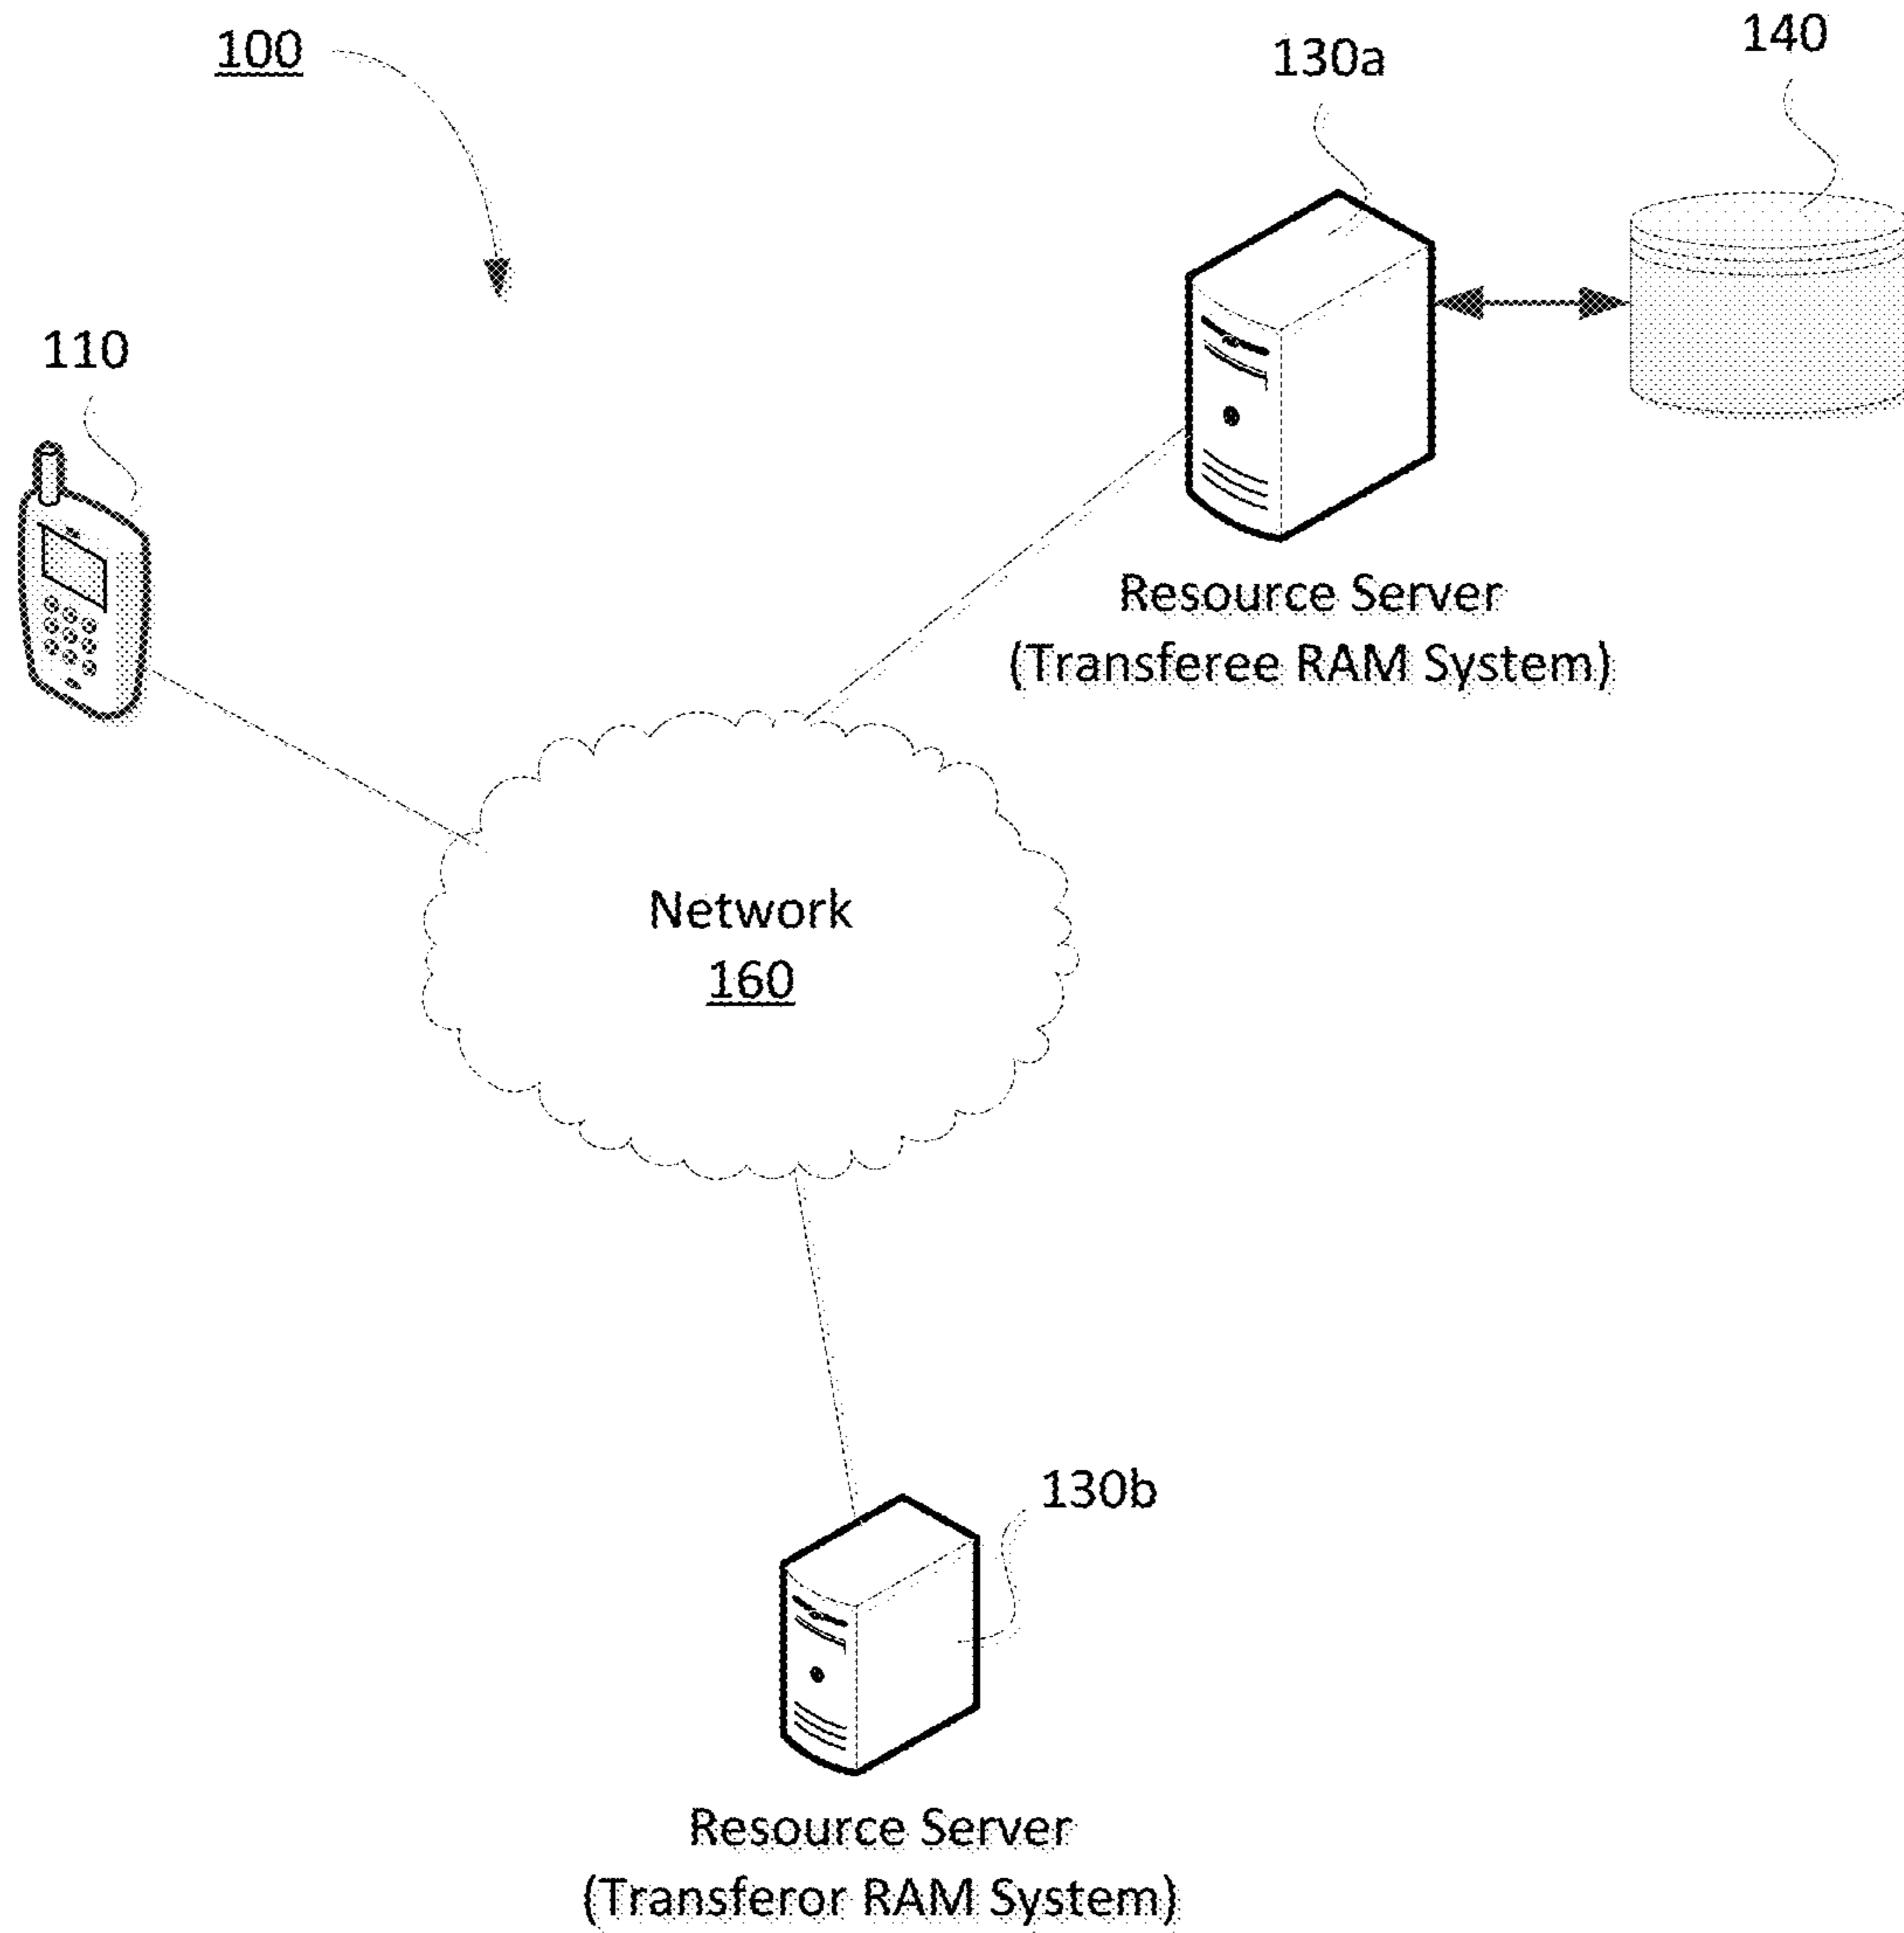 100
130a
140
110
Resource Server
(Transferee RAM System)
Network
160
130b
Resource Server
(Transferor RAM System)